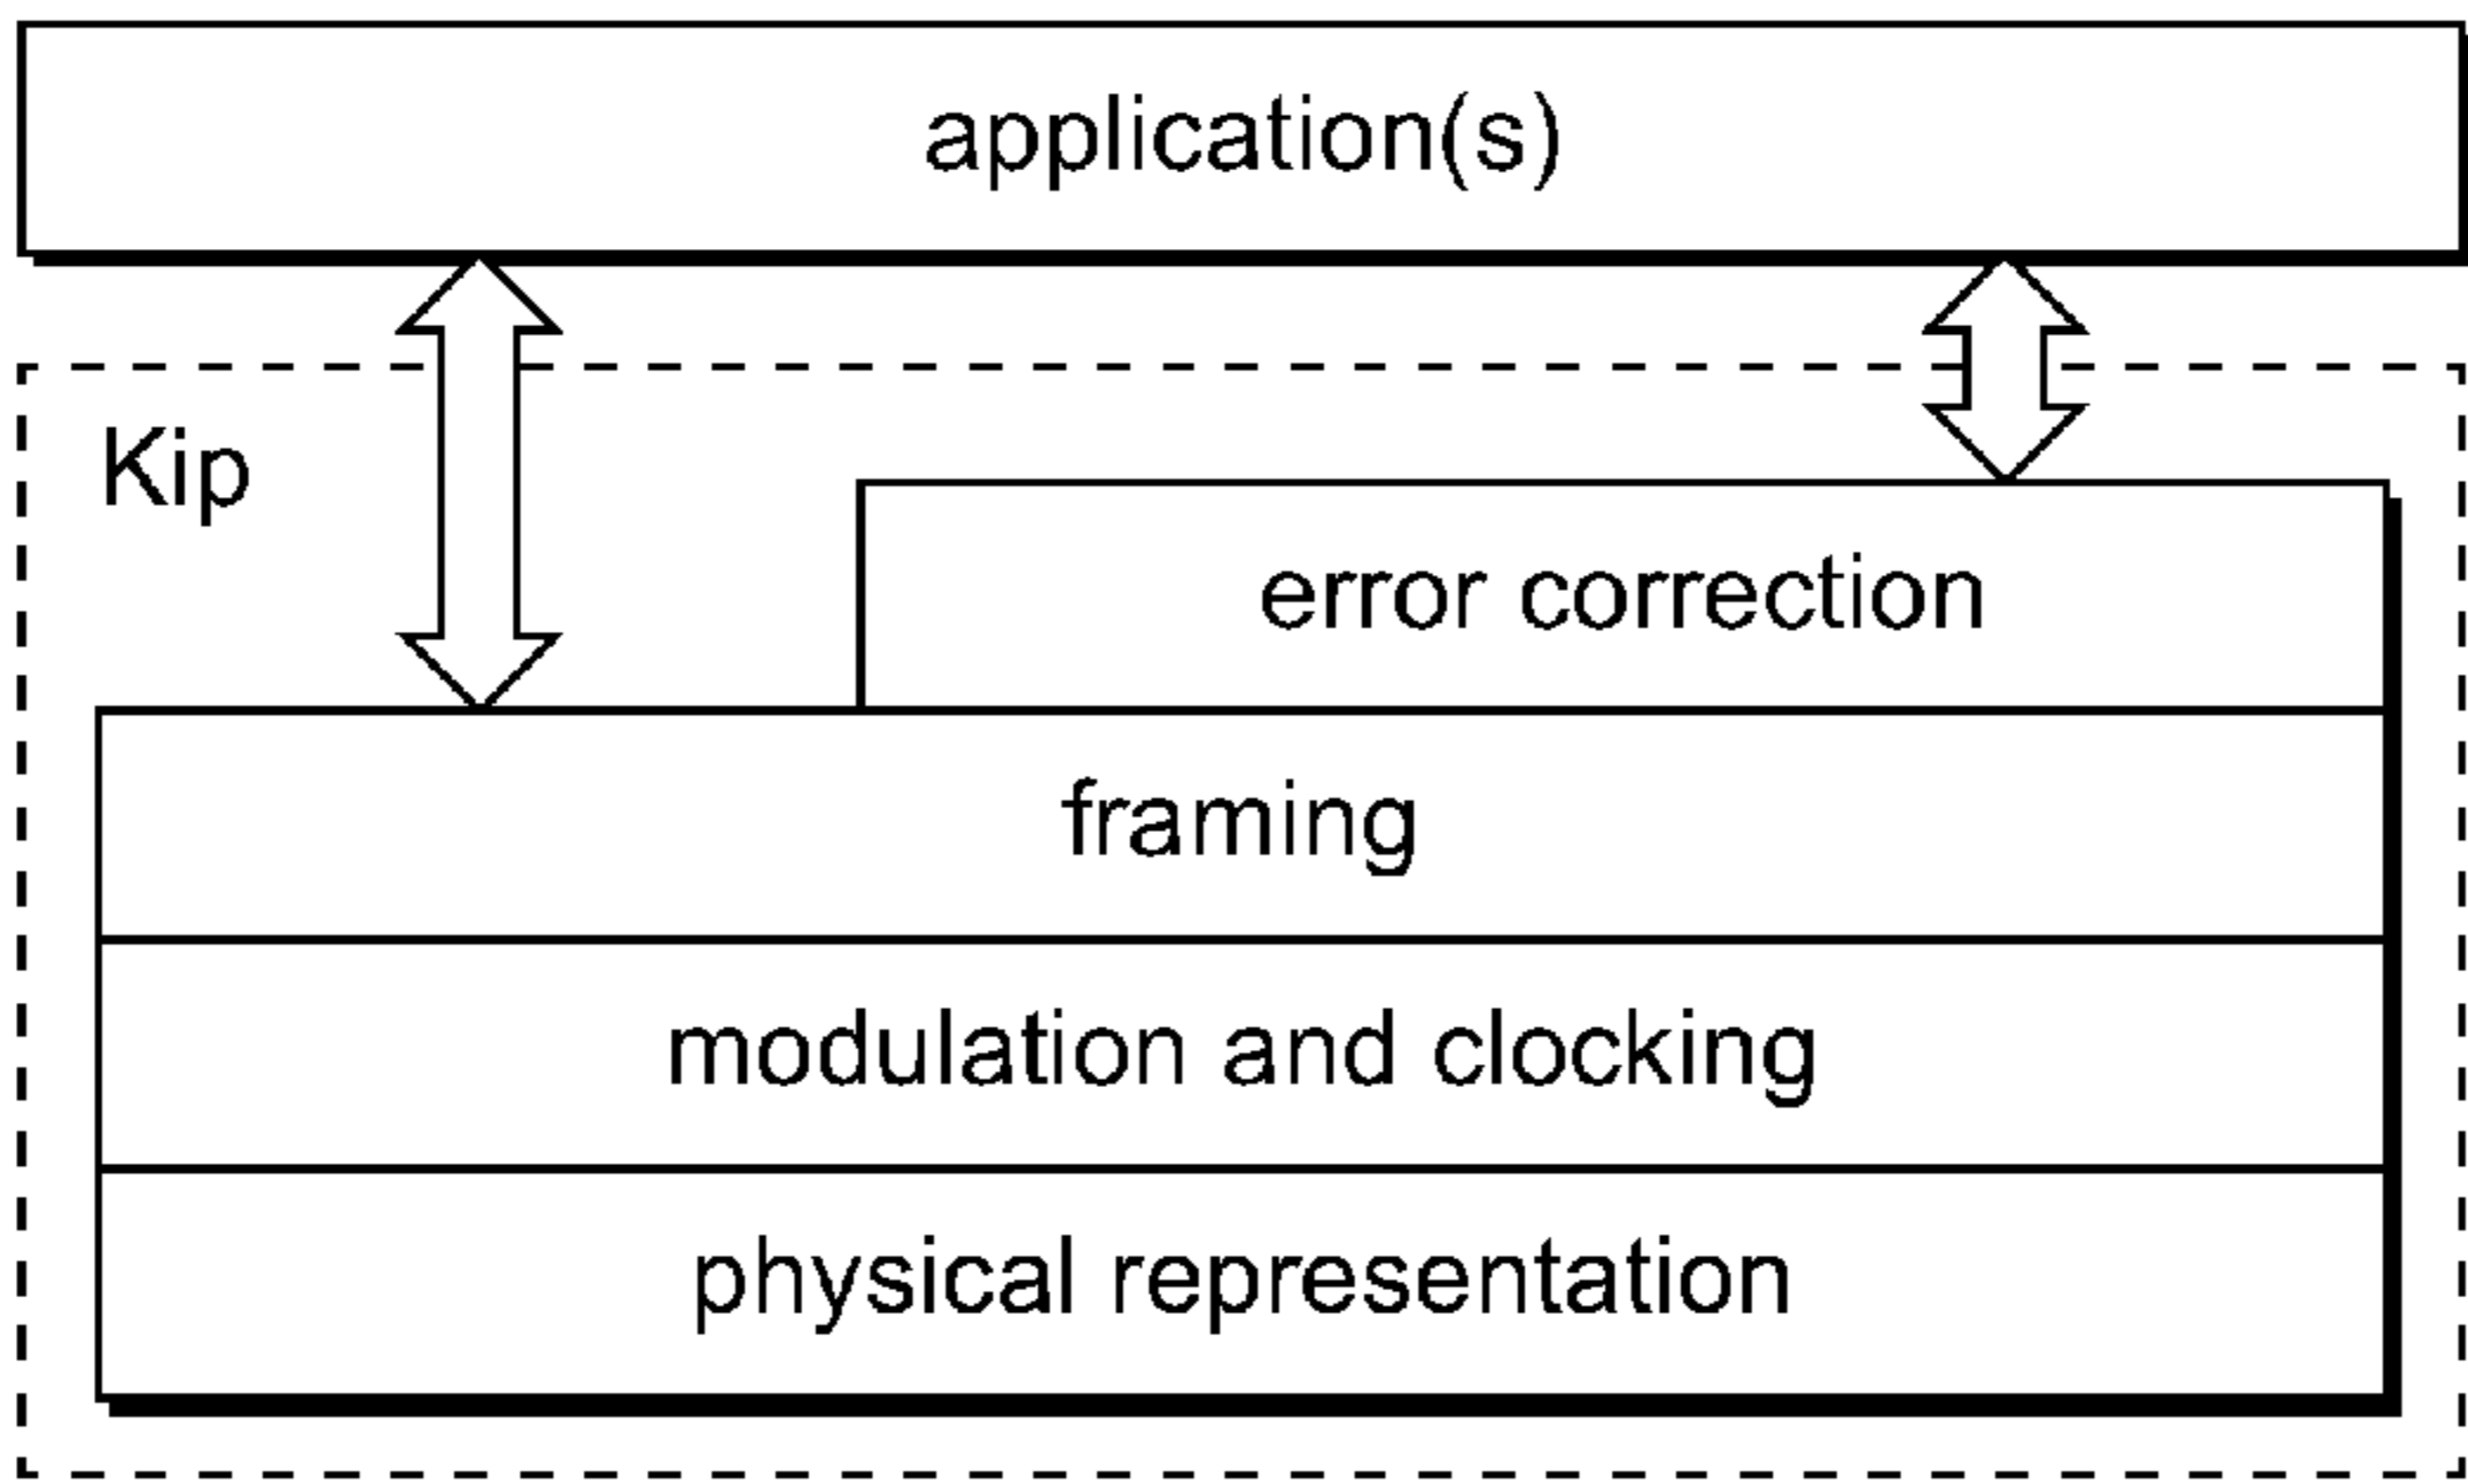 application(s)
Kip
error correction
framing
modulation and clocking
physical representation